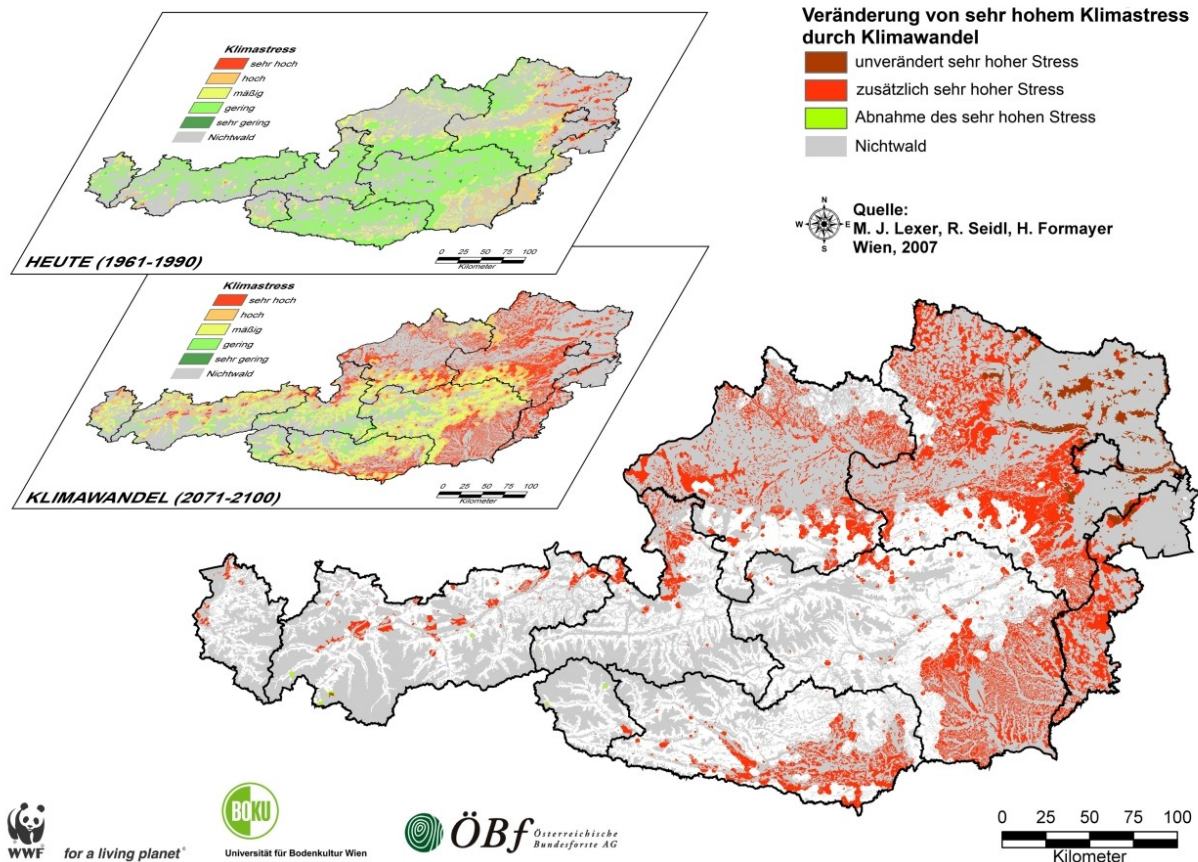 Klimastress
sehr hoch
hoch
mäßig
gering
sehr gering
Nichtwald
0 25 50 75 100
Kilometer
HEUTE (1961-1990)
Klimastress
sehr hoch
hoch
mäßig
gering
sehr gering
Nichtwald
0 25 50 75 100
Kilometer
KLIMAWANDEL (2071-2100)
Veränderung von sehr hohem Klimastress
durch Klimawandel
unverändert sehr hoher Stress
zusätzlich sehr hoher Stress
Abnahme des sehr hohen Stress
Nichtwald
N
W E
S
Quelle:
M. J. Lexer, R. Seidl, H. Formayer
Wien, 2007
WWF
for a living planet®
BOKU
Universität für Bodenkultur Wien
ÖBf Österreichische
Bundesforste AG
0 25 50 75 100
Kilometer